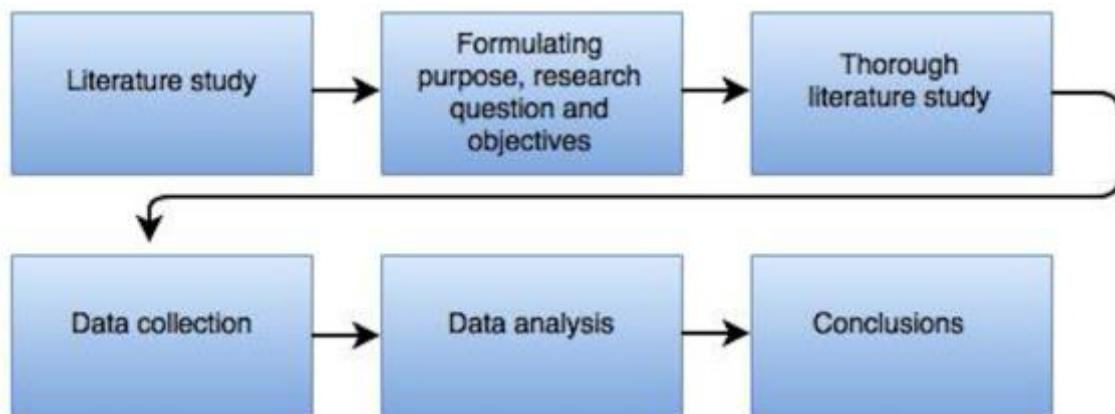 Literature study
Formulating
purpose, research
question and
objectives
Thorough
literature study
Data collection
Data analysis
Conclusions